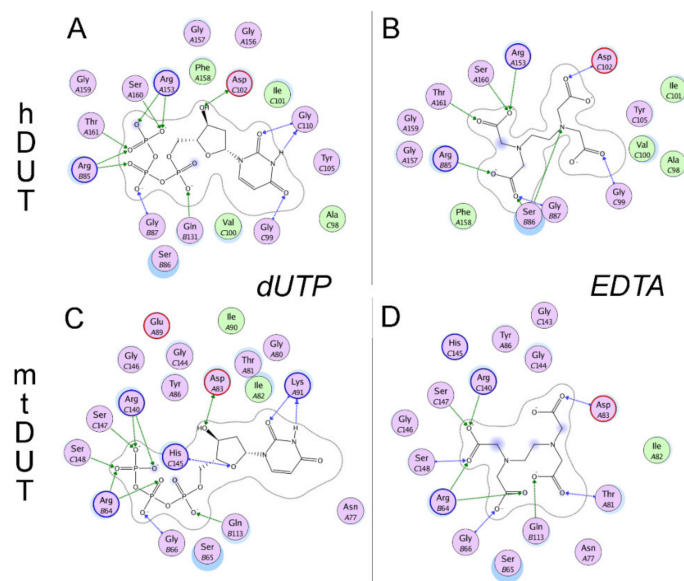 A
Gly A157
Gly A156
Gly A159
Ser A160
Arg A153
Phe A158
Asp C102
Ile C101
Thr A161
Gly C110
Arg B85
Tyr C105
Gly B87
Gln B131
Val C100
Gly C99
Ala C98
Ser B86
OH
O
O
P
O
O
O
O
P
O
O
P
O
O
O
N
N
H
O
hDUT
dUTP
B
Arg A153
Asp C102
Ser A160
Ile C101
Thr A161
Tyr C105
Gly A159
Gly A157
Val C100
Arg B85
Ala C98
Gly C99
Phe A158
Ser B86
Gly B87
O
O
N
N
O
O
EDTA
C
Glu A89
Ile A90
Gly C146
Gly C144
Thr A81
Gly A80
Tyr A86
Asp A83
Ile A82
Lys A91
Arg C140
Ser C147
His C145
Ser C148
Arg B64
Asn A77
Gly B66
Ser B65
Gln B113
HO
O
O
P
O
N
N
H
O
mtDUT
D
Gly C143
Tyr A86
His C145
Gly C144
Arg C140
Ser C147
Asp A83
Gly C146
Ile A82
Ser C148
Arg B64
Thr A81
Gly B66
Gln B113
Asn A77
Ser B65
O
O
N
N
O
O